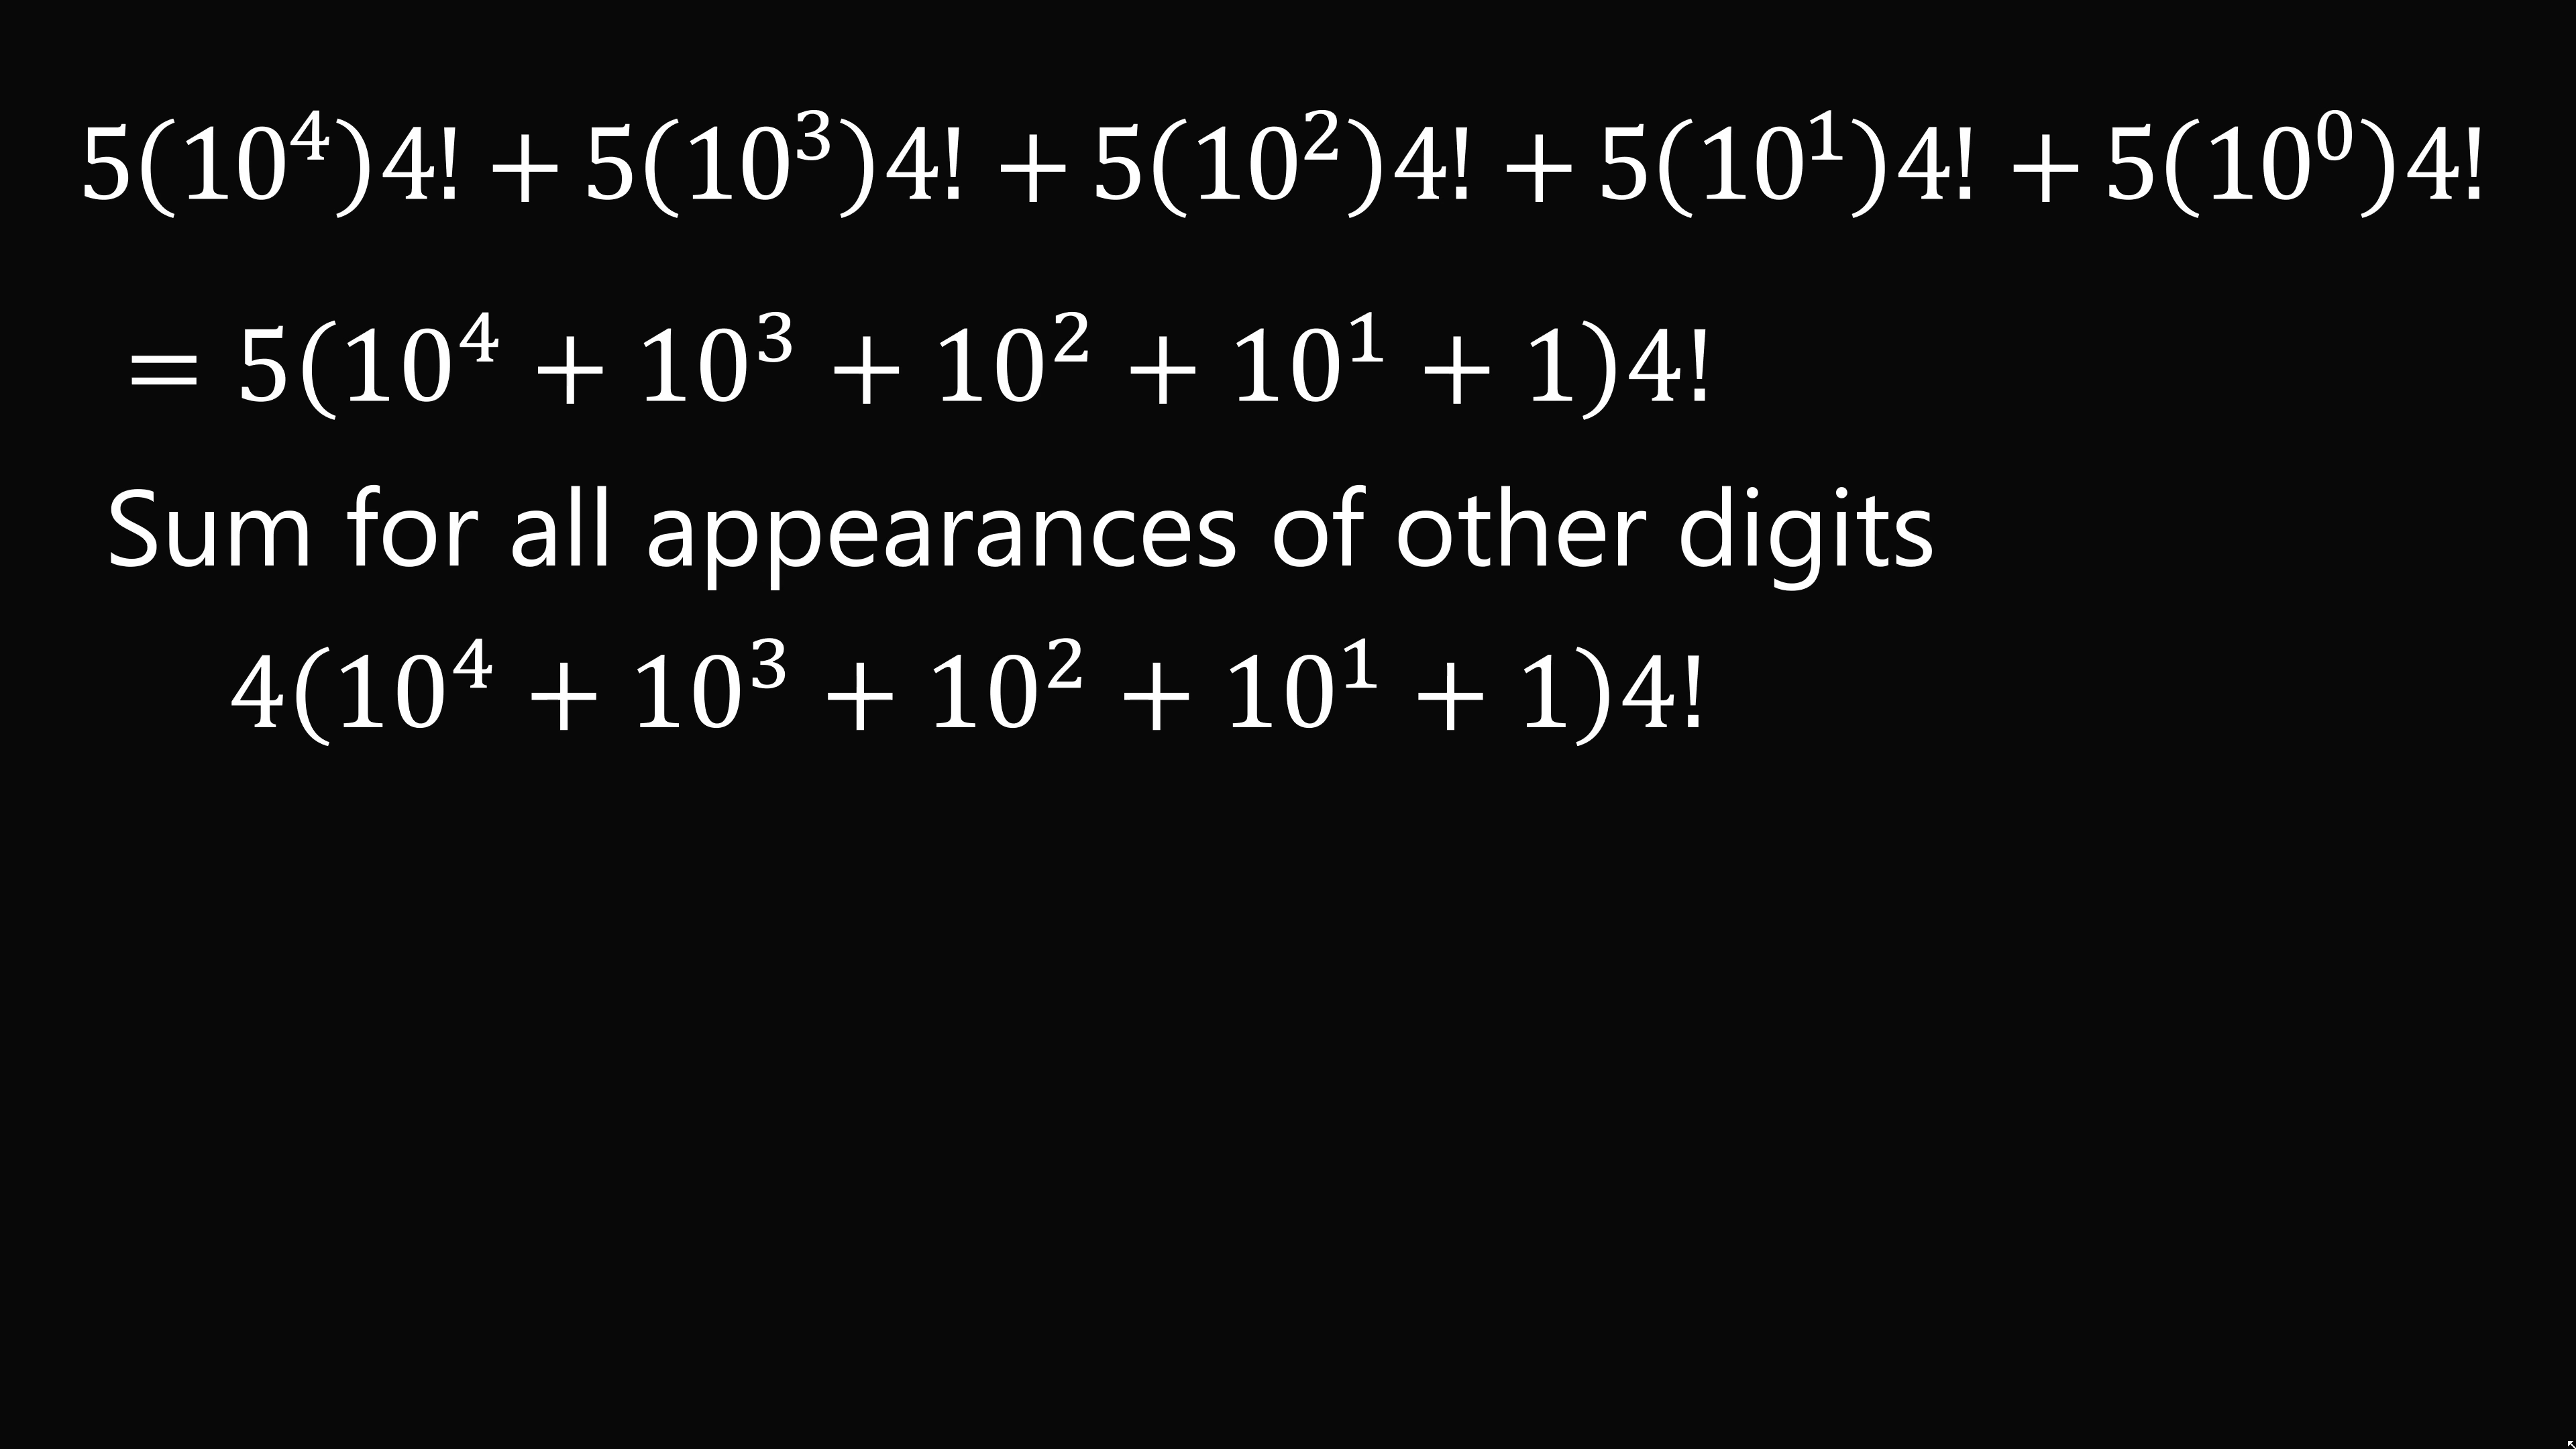 5(10⁴)4! + 5(10³)4! + 5(10²)4! + 5(10¹)4! + 5(10⁰)4!
= 5(10⁴ + 10³ + 10² + 10¹ + 1)4!
Sum for all appearances of other digits
4(10⁴ + 10³ + 10² + 10¹ + 1)4!